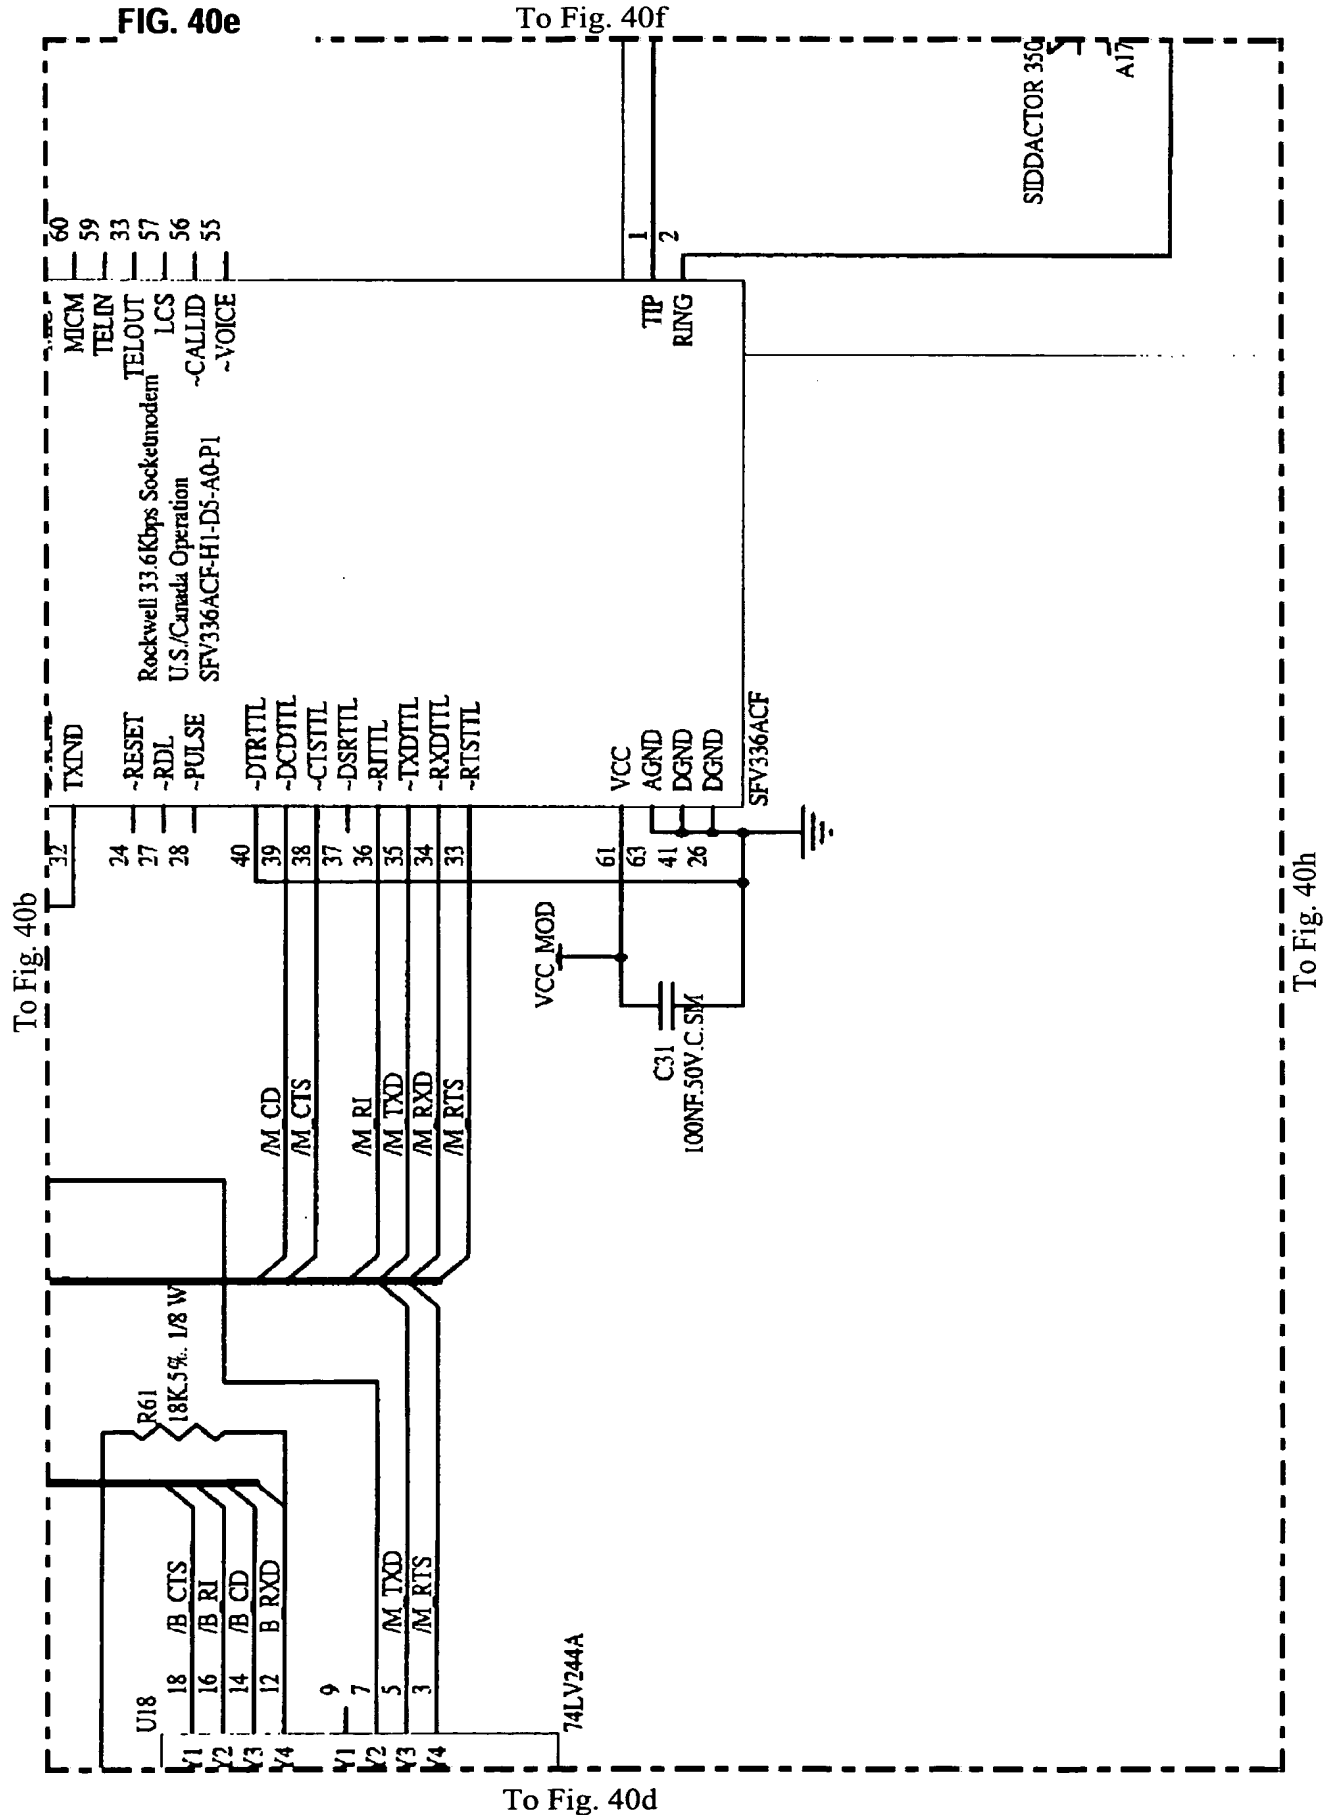 FIG. 40e
To Fig. 40f
To Fig. 40b
To Fig. 40h
To Fig. 40d
60
59
33
57
56
55
MICM
TELIN
TELOUT
LCS
~CALLID
~VOICE
1
2
TIP
RING
SIDDACTOR 350
A17
Rockwell 33.6Kbps Socketmodem
U.S./Canada Operation
SFV336ACF-H1-D5-A0-P1
TXIND
~RESET
~RDL
~PULSE
~DTRTTL
~DCDTTL
~CTSTTL
~DSRTTL
~RITTL
~TXDTTL
~RXDTTL
~RTSTTL
VCC
AGND
DGND
DGND
SFV336ACF
32
24
27
28
40
39
38
37
36
35
34
33
61
63
41
26
VCC_MOD
C31
100NF.50V.C.SM
/M_CD
/M_CTS
/M_RI
/M_TXD
/M_RXD
/M_RTS
R61
18K.5%. 1/8 W
/B_CTS
/B_RI
/B_CD
B_RXD
/M_TXD
/M_RTS
U18
18
16
14
12
9
7
5
3
Y1
Y2
Y3
Y4
Y1
Y2
Y3
Y4
74LV244A